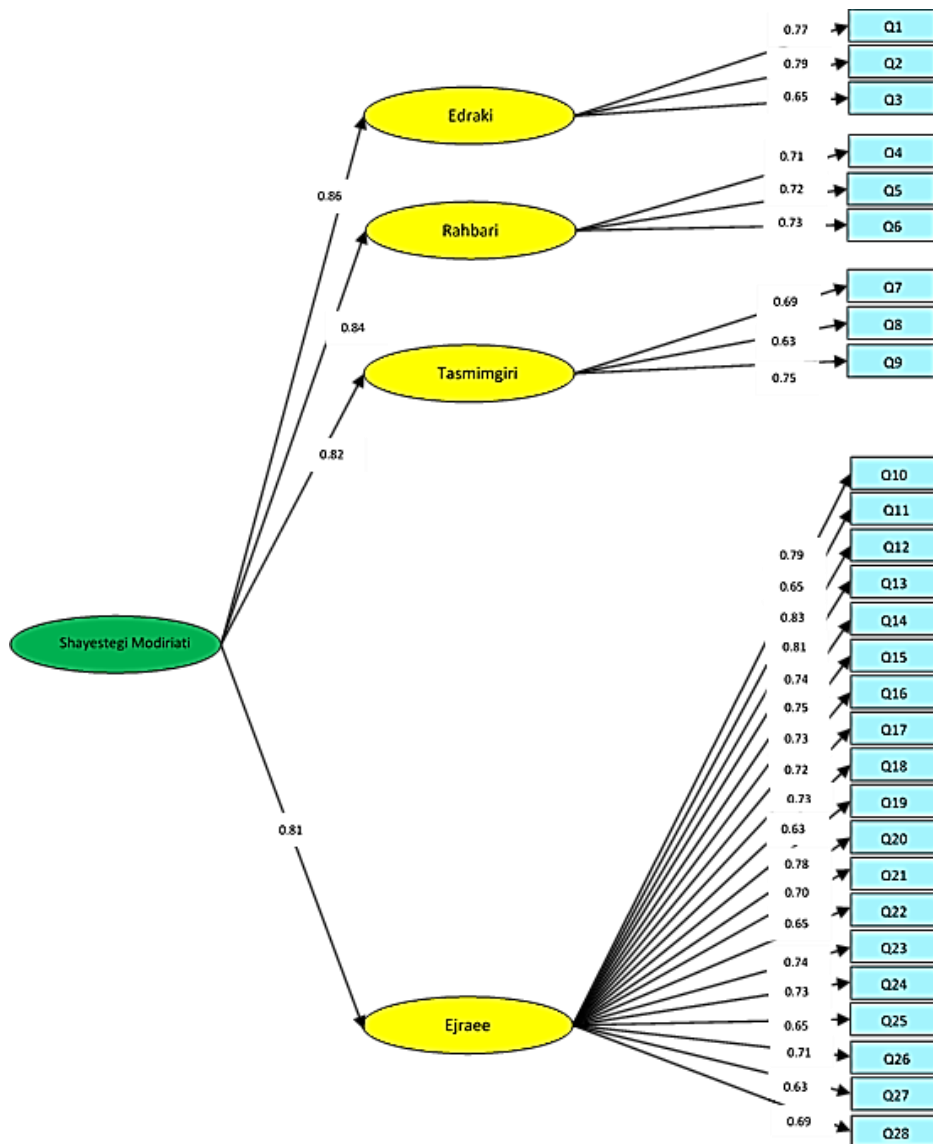 0.77 Q1
0.79 Q2
Edraki
0.65 Q3
0.71 Q4
0.86
0.72 Q5
Rahbari
0.73 Q6
0.69 Q7
0.84
0.63 Q8
Tasmimgiri
0.75 Q9
0.82
Q10
Q11
0.79
Q12
0.65
Q13
0.83
Q14
Shayestegi Modiriati
0.81
Q15
0.74
Q16
0.75
Q17
0.73
Q18
0.72
Q19
0.73
0.81
0.63
Q20
0.78
Q21
0.70
Q22
0.65
Q23
0.74
Q24
0.73
Ejraee
Q25
0.65
0.71
Q26
0.63
Q27
0.69
Q28